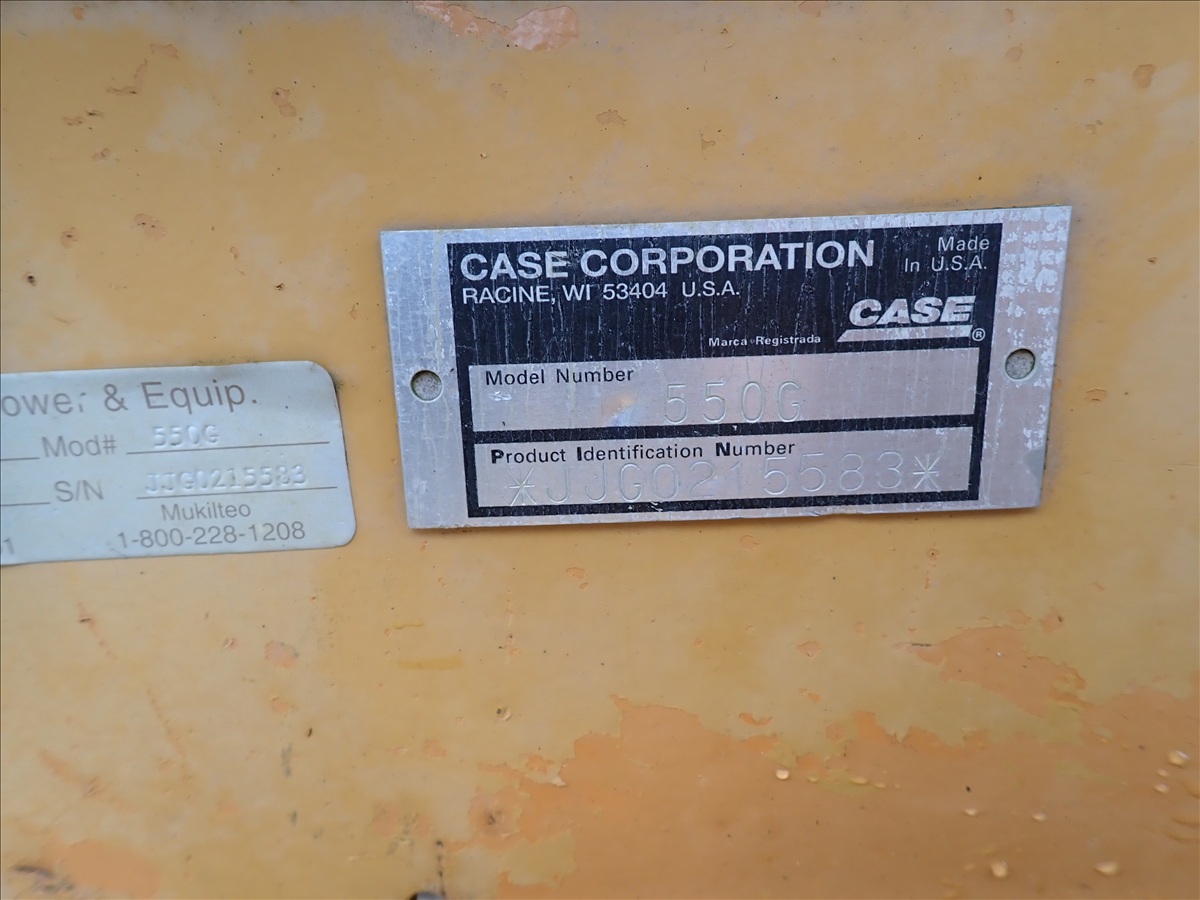 CASE CORPORATION
Made
In U.S.A.
RACINE, WI 53404 U.S.A.
CASE®
Marca Registrada
Model Number
550G
Product Identification Number
*JJG0215583*
& Equip.
Mod# 550G
S/N JJG0215583
Mukilteo
1-800-228-1208